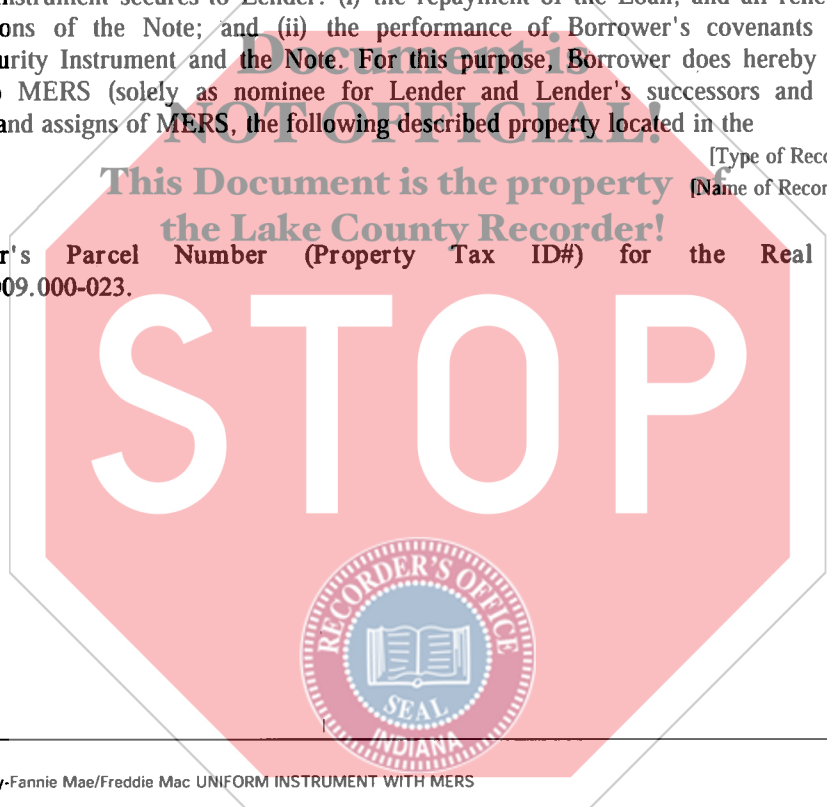 nstrument secures to Lender: (i) the repayment of the Loan, and all rene
ons of the Note; and (ii) the performance of Borrower's covenants
urity Instrument and the Note. For this purpose, Borrower does hereby
MERS (solely as nominee for Lender and Lender's successors and
and assigns of MERS, the following described property located in the
[Type of Reco
[Name of Recor
Document is
NOT OFFICIAL!
This Document is the property of
the Lake County Recorder!
r's Parcel Number (Property Tax ID#) for the Real
09.000-023.
STOP
RECORDER'S OFFICE
SEAL
INDIANA
y-Fannie Mae/Freddie Mac UNIFORM INSTRUMENT WITH MERS